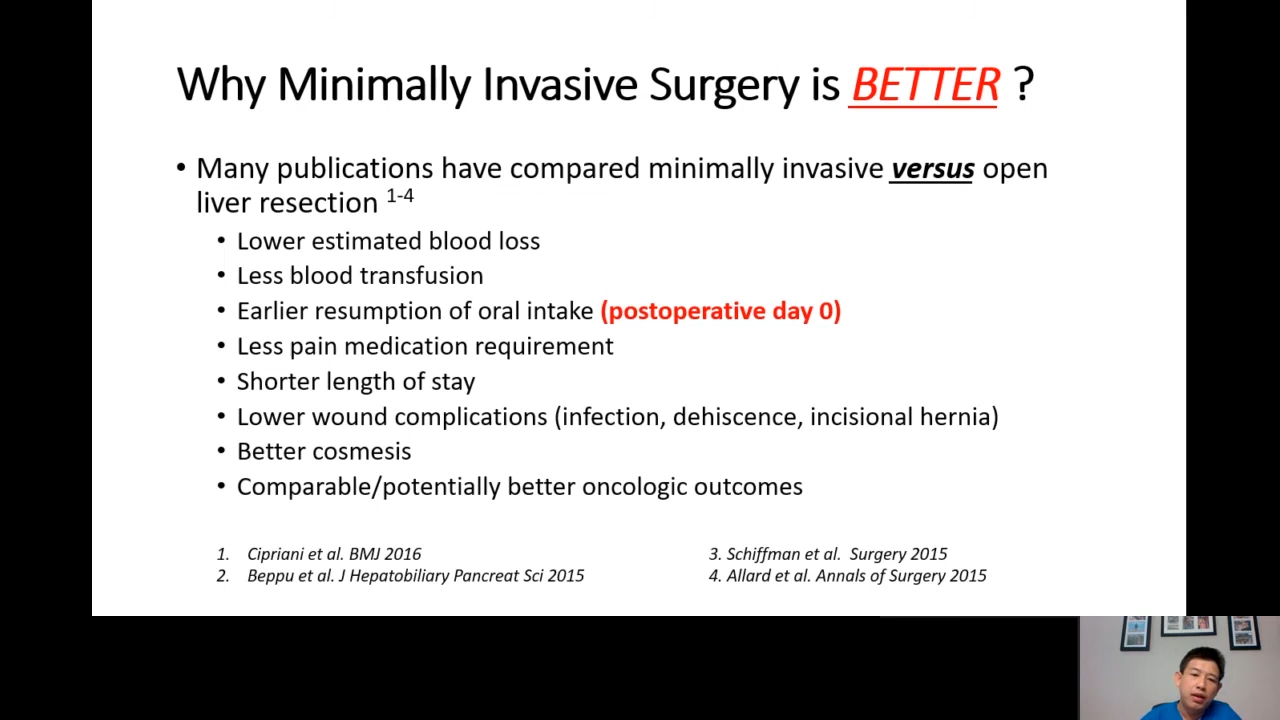 Why Minimally Invasive Surgery is BETTER ?
• Many publications have compared minimally invasive versus open
liver resection 1-4
• Lower estimated blood loss
• Less blood transfusion
• Earlier resumption of oral intake (postoperative day 0)
• Less pain medication requirement
• Shorter length of stay
• Lower wound complications (infection, dehiscence, incisional hernia)
• Better cosmesis
• Comparable/potentially better oncologic outcomes
1. Cipriani et al. BMJ 2016
2. Beppu et al. J Hepatobiliary Pancreat Sci 2015
3. Schiffman et al. Surgery 2015
4. Allard et al. Annals of Surgery 2015